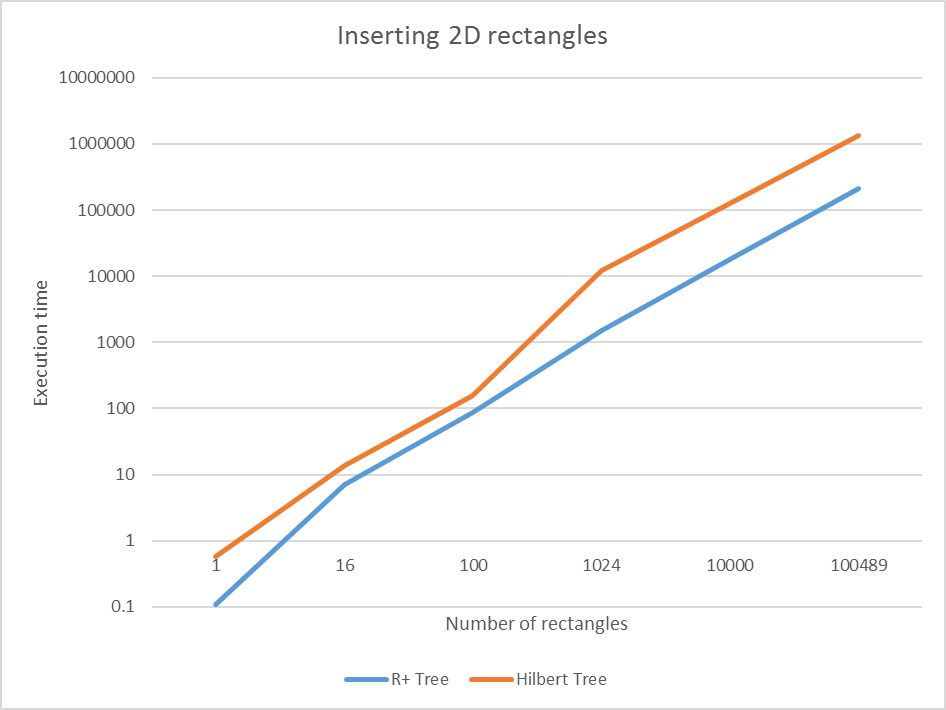 Inserting 2D rectangles
10000000
1000000
100000
10000
1000
100
10
1
0.1
Execution time
1 16 100 1024 10000 100489
Number of rectangles
R+ Tree Hilbert Tree